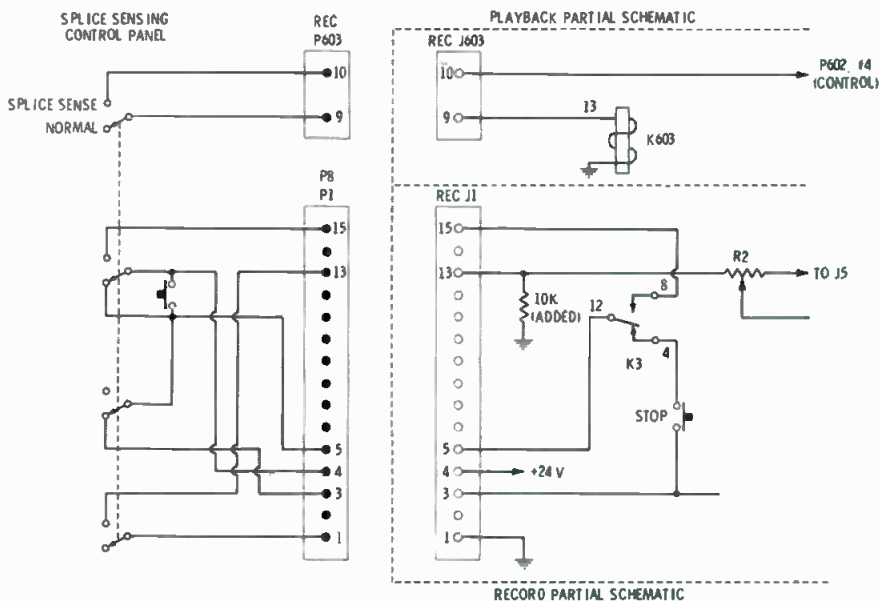 SPLICE SENSING
CONTROL PANEL
REC
P603
10
9
SPLICE SENSE
NORMAL
PB
P1
15
13
5
4
3
1
PLAYBACK PARTIAL SCHEMATIC
REC J603
10
9
P602, #4
(CONTROL)
13
K603
REC J1
15
13
5
4
3
1
10K
(ADDED)
12
8
K3
4
R2
TO J5
STOP
+24 V
RECORD PARTIAL SCHEMATIC